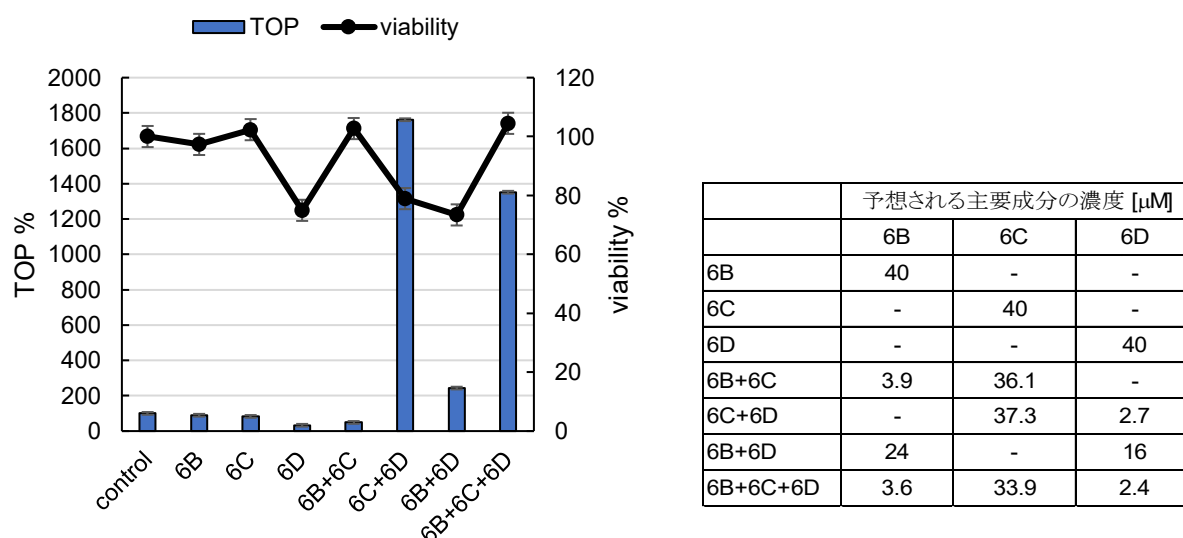 TOP viability
2000
1800
1600
1400
1200
1000
800
600
400
200
0
TOP %
120
100
80
60
40
20
0
viability %
control
6B
6C
6D
6B+6C
6C+6D
6B+6D
6B+6C+6D
予想される主要成分の濃度 [μM]
6B 6C 6D
6B 40 - -
6C - 40 -
6D - - 40
6B+6C 3.9 36.1 -
6C+6D - 37.3 2.7
6B+6D 24 - 16
6B+6C+6D 3.6 33.9 2.4